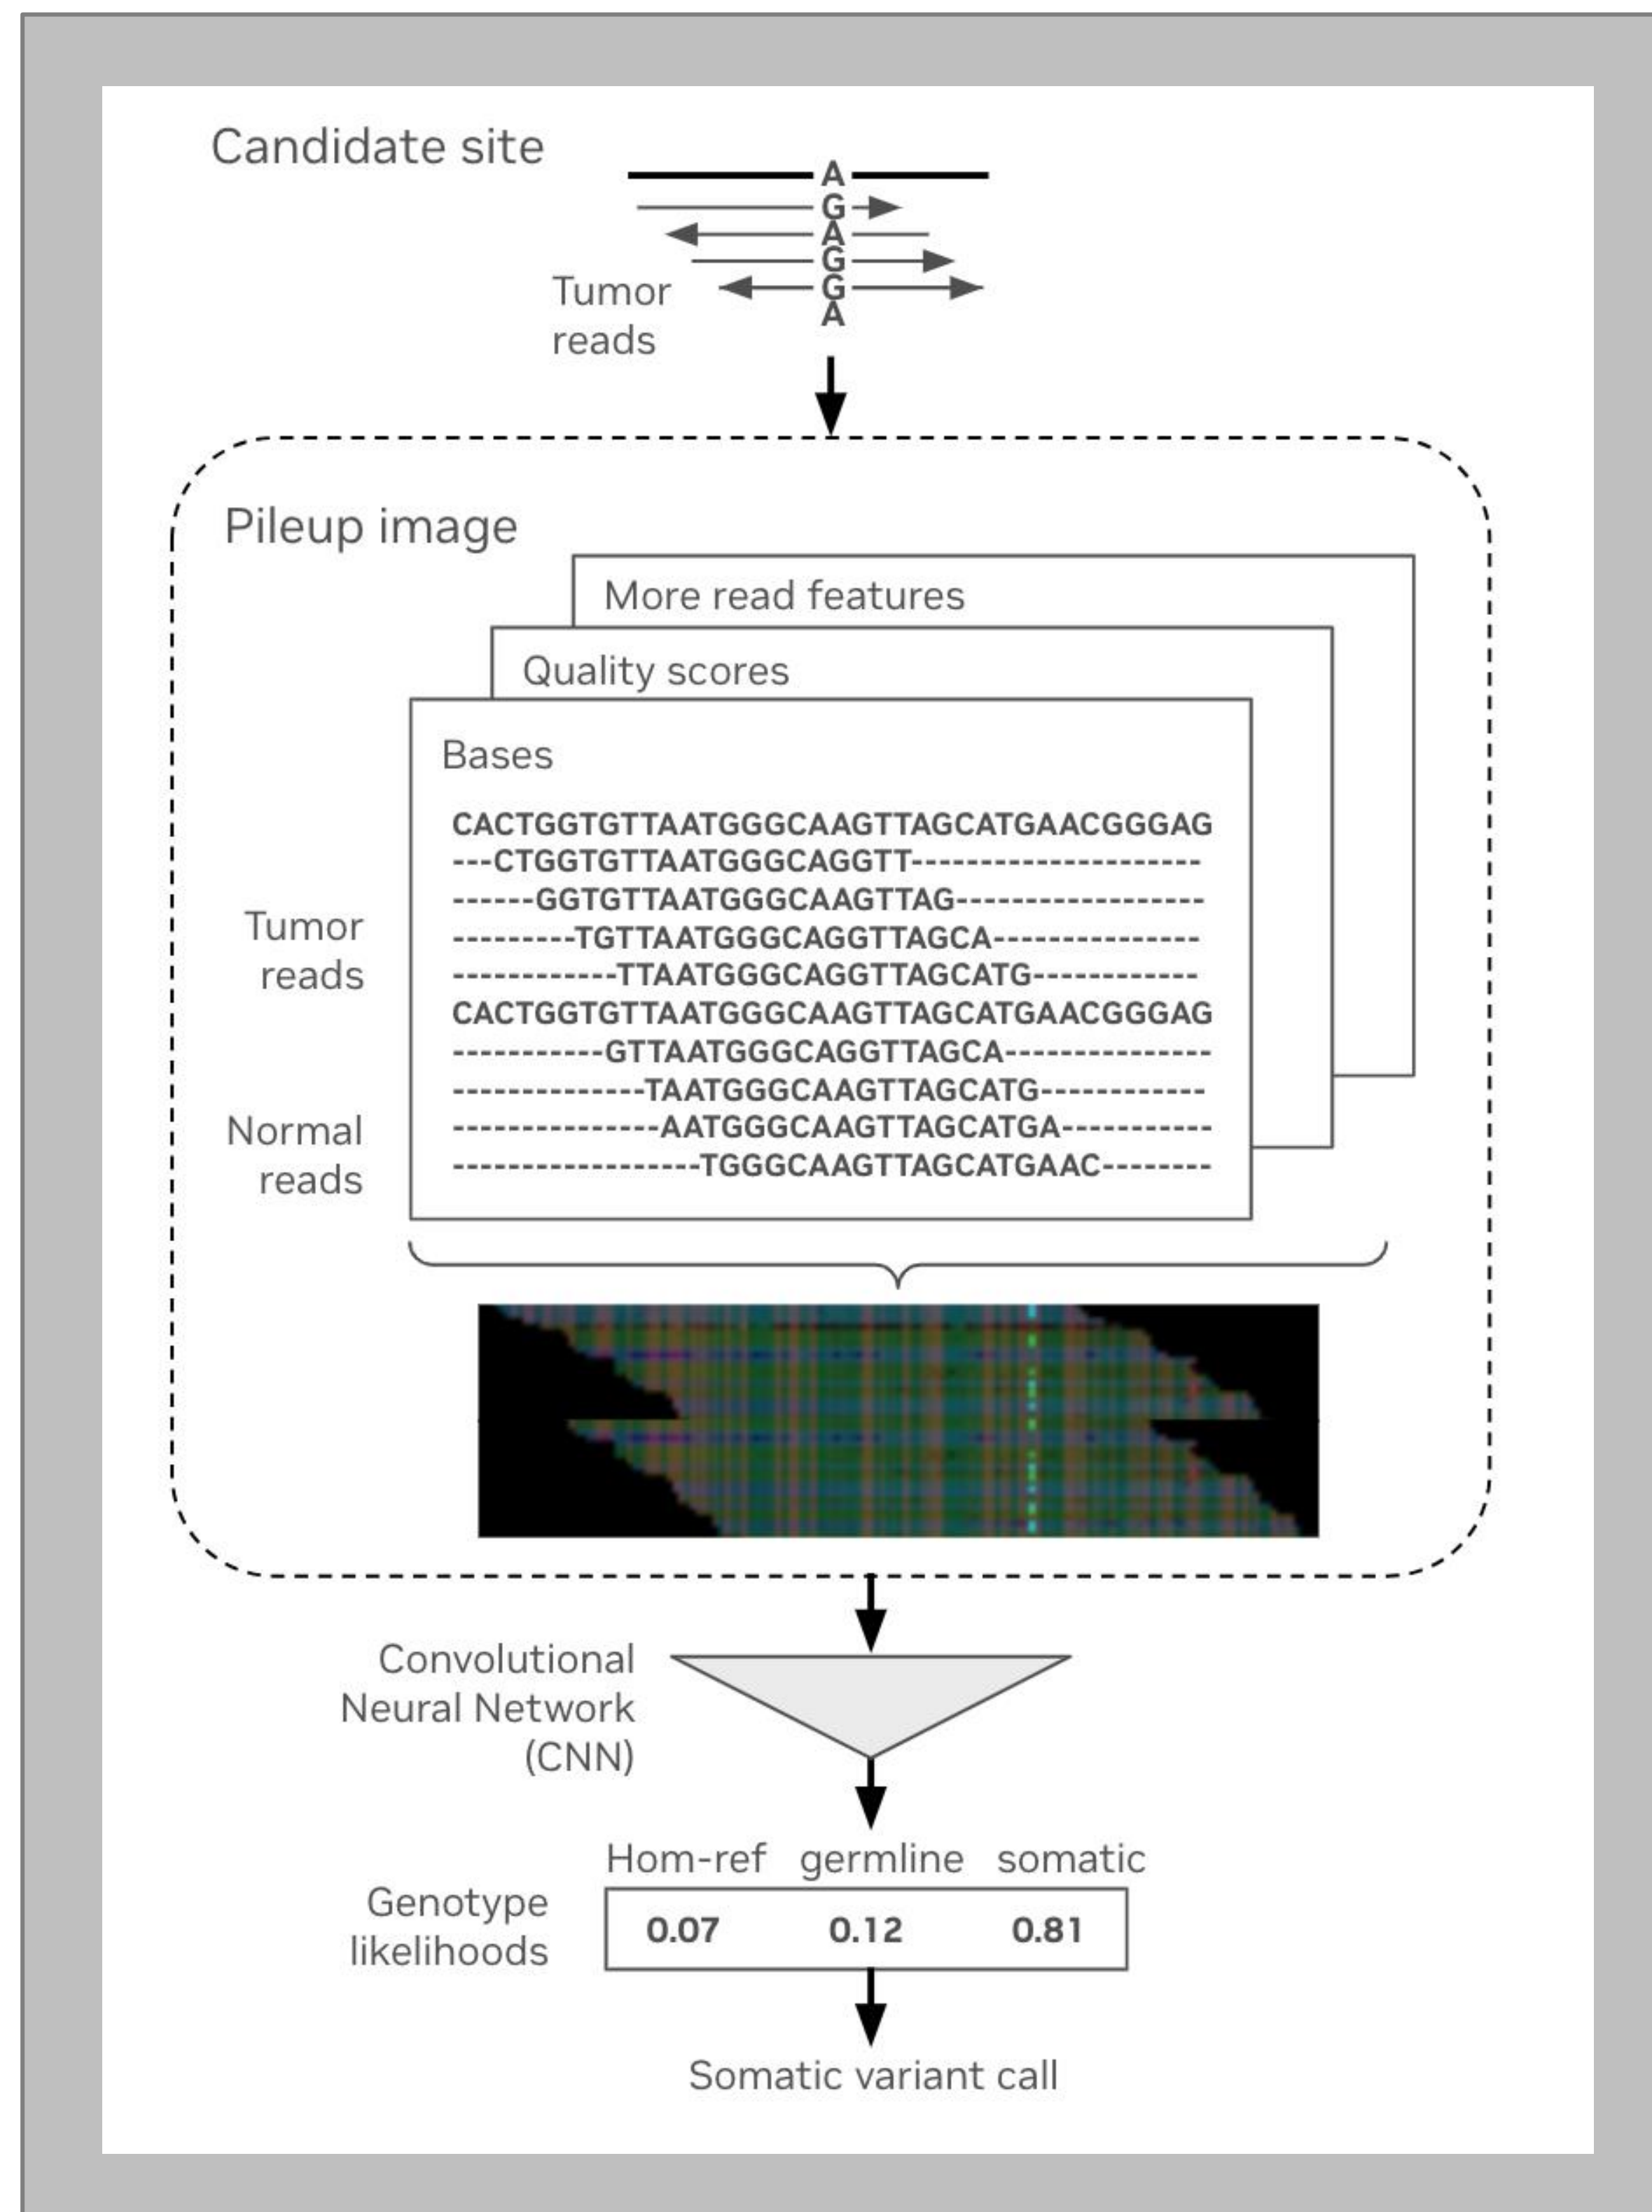 Candidate site
A
G
A
G
G
A
Tumor
reads
Pileup image
More read features
Quality scores
Bases
CACTGGTGTTAATGGGCAAGTTAGCATGAACGGGAG
---CTGGTGTTAATGGGCAGGTT---------------------
------GGTGTTAATGGGCAAGTTAG------------------
---------TGTTAATGGGCAGGTTAGCA---------------
------------TTAATGGGCAGGTTAGCATG------------
Tumor
reads
CACTGGTGTTAATGGGCAAGTTAGCATGAACGGGAG
-----------GTTAATGGGCAGGTTAGCA---------------
--------------TAATGGGCAAGTTAGCATG------------
---------------AATGGGCAAGTTAGCATGA-----------
------------------TGGGCAAGTTAGCATGAAC--------
Normal
reads
Convolutional
Neural Network
(CNN)
Hom-ref germline somatic
Genotype
likelihoods
0.07 0.12 0.81
Somatic variant call